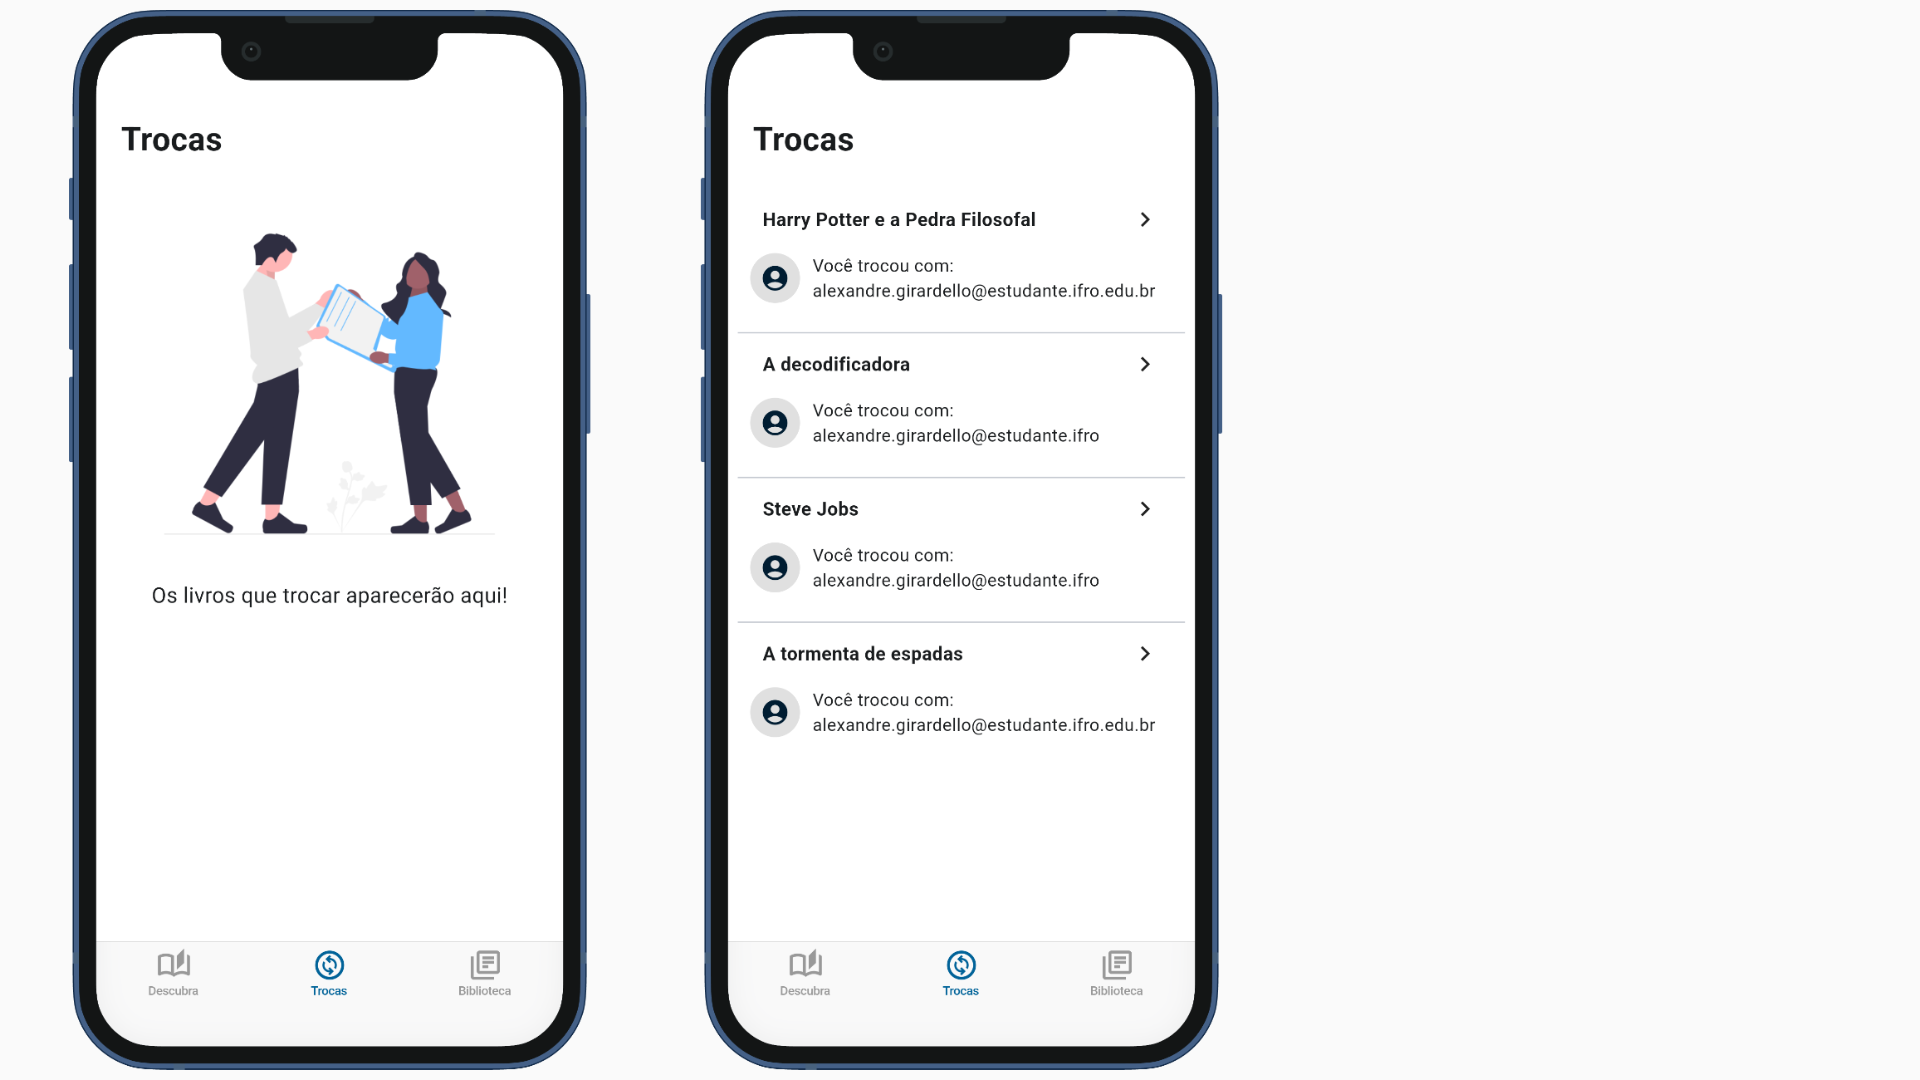 Trocas
Os livros que trocar aparecerão aqui!
Descubra
Trocas
Biblioteca
Trocas
Harry Potter e a Pedra Filosofal
Você trocou com:
alexandre.girardello@estudante.ifro.edu.br
A decodificadora
Você trocou com:
alexandre.girardello@estudante.ifro
Steve Jobs
Você trocou com:
alexandre.girardello@estudante.ifro
A tormenta de espadas
Você trocou com:
alexandre.girardello@estudante.ifro.edu.br
Descubra
Trocas
Biblioteca